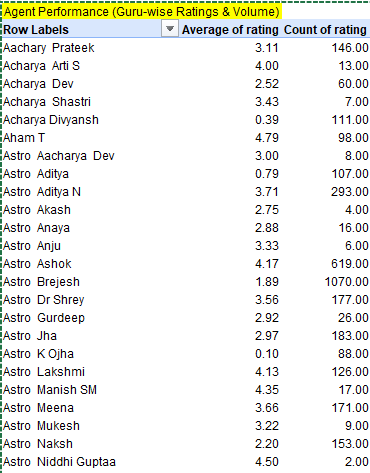 Agent Performance (Guru-wise Ratings & Volume)
Row Labels Average of rating Count of rating
Aachary Prateek 3.11 146.00
Acharya Arti S 4.00 13.00
Acharya Dev 2.52 60.00
Acharya Shastri 3.43 7.00
Acharya Divyansh 0.39 111.00
Aham T 4.79 98.00
Astro Aacharya Dev 3.00 8.00
Astro Aditya 0.79 107.00
Astro Aditya N 3.71 293.00
Astro Akash 2.75 4.00
Astro Anaya 2.88 16.00
Astro Anju 3.33 6.00
Astro Ashok 4.17 619.00
Astro Brejesh 1.89 1070.00
Astro Dr Shrey 3.56 177.00
Astro Gurdeep 2.92 26.00
Astro Jha 2.97 183.00
Astro K Ojha 0.10 88.00
Astro Lakshmi 4.13 126.00
Astro Manish SM 4.35 17.00
Astro Meena 3.66 171.00
Astro Mukesh 3.22 9.00
Astro Naksh 2.20 153.00
Astro Niddhi Guptaa 4.50 2.00